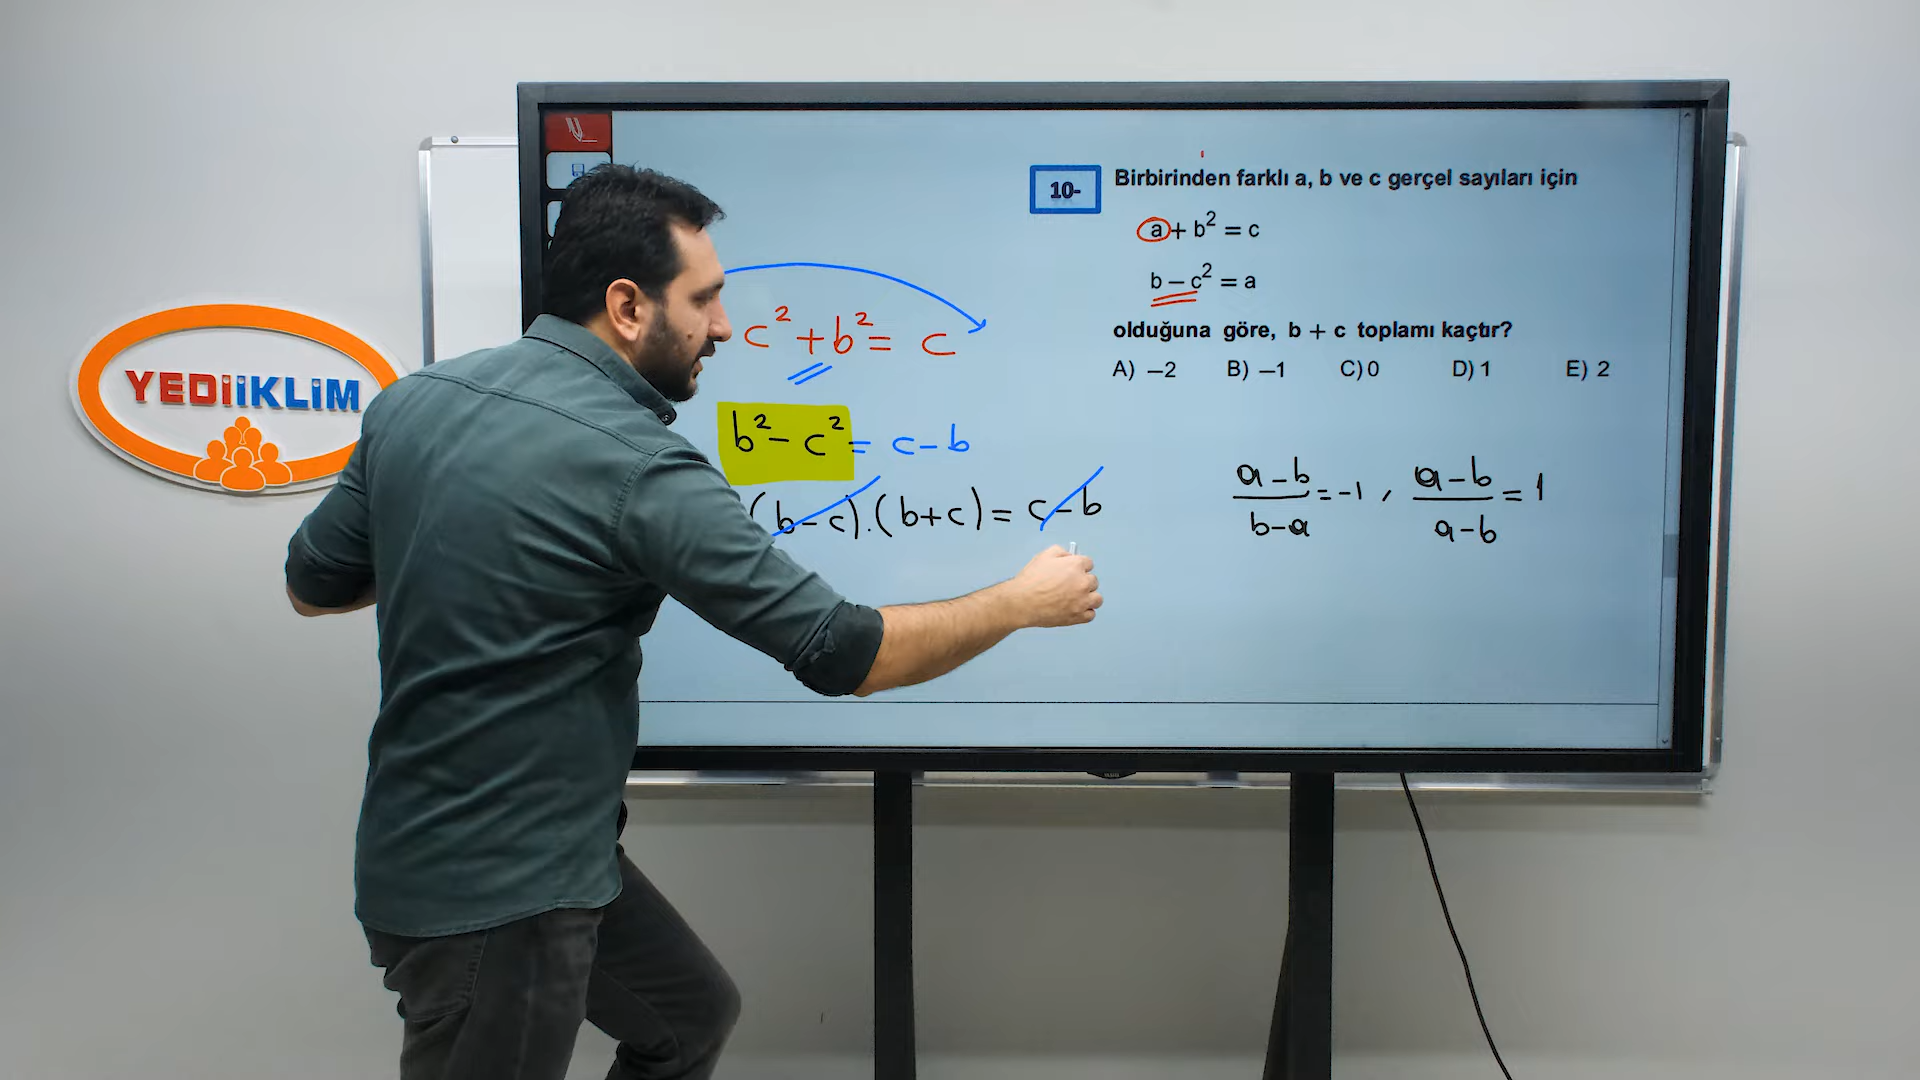 YEDİİKLİM
10-
Birbirinden farklı a, b ve c gerçel sayıları için
a + b² = c
b − c² = a
olduğuna göre, b + c toplamı kaçtır?
A) −2 B) −1 C) 0 D) 1 E) 2
c² + b² = c
b² − c² = c − b
(b − c).(b + c) = c − b
a − b / b − a = −1 , a − b / a − b = 1